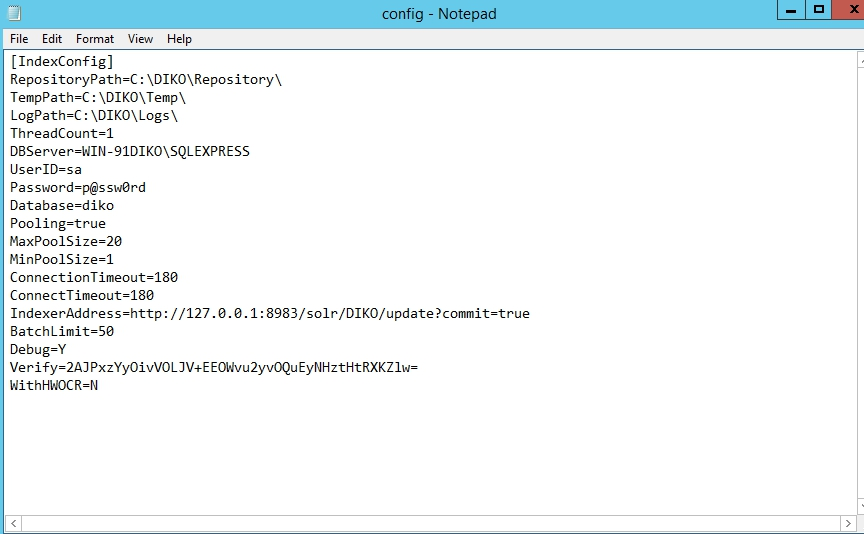 config - Notepad
File Edit Format View Help
[IndexConfig]
RepositoryPath=C:\DIKO\Repository\
TempPath=C:\DIKO\Temp\
LogPath=C:\DIKO\Logs\
ThreadCount=1
DBServer=WIN-91DIKO\SQLEXPRESS
UserID=sa
Password=p@ssw0rd
Database=diko
Pooling=true
MaxPoolSize=20
MinPoolSize=1
ConnectionTimeout=180
ConnectTimeout=180
IndexerAddress=http://127.0.0.1:8983/solr/DIKO/update?commit=true
BatchLimit=50
Debug=Y
Verify=2AJPxzYyOivVOLJV+EEOWvu2yvOQuEyNHztHtRXKZlw=
WithHWOCR=N